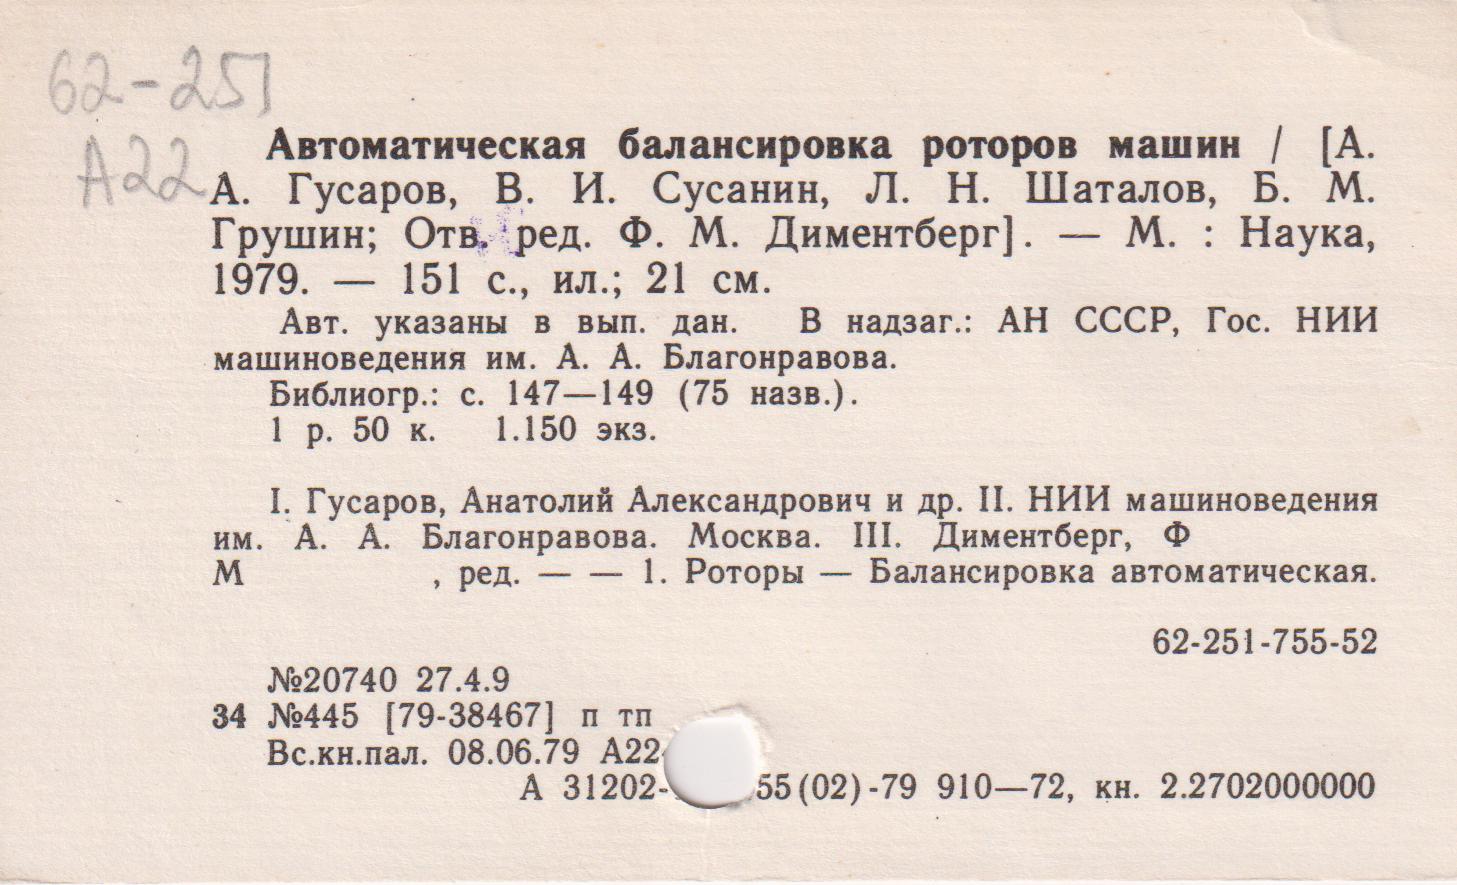 62-251
А22
Автоматическая балансировка роторов машин / [А.
А. Гусаров, В. И. Сусанин, Л. Н. Шаталов, Б. М.
Грушин; Отв. ред. Ф. М. Диментберг]. — М. : Наука,
1979. — 151 с., ил.; 21 см.
Авт. указаны в вып. дан. В надзаг.: АН СССР, Гос. НИИ
машиноведения им. А. А. Благонравова.
Библиогр.: с. 147—149 (75 назв.).
1 р. 50 к. 1.150 экз.
I. Гусаров, Анатолий Александрович и др. II. НИИ машиноведения
им. А. А. Благонравова. Москва. III. Диментберг, Ф
М , ред. — — 1. Роторы — Балансировка автоматическая.
62-251-755-52
№20740 27.4.9
34 №445 [79-38467] п тп
Вс.кн.пал. 08.06.79 А22
А 31202- 55(02)-79 910—72, кн. 2.2702000000